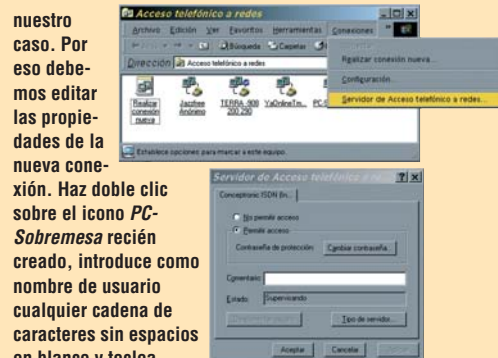 nuestro
caso. Por
eso debe-
mos editar
las propie-
dades de la
nueva cone-
xión. Haz doble clic
sobre el icono PC-
Sobremesa recién
creado, introduce como
nombre de usuario
cualquier cadena de
caracteres sin espacios
en blanco y teclea
Acceso telefónico a redes
Archivo Edición Ver Favoritos Herramientas Conexiones
Búsqueda Carpetas
Dirección Acceso telefónico a redes
Realizar conexión nueva
Jazzfree Anónimo
TERRA 908 200 290
YaOnlineTm...
Realizar conexión nueva...
Configuración...
Servidor de Acceso telefónico a redes...
Establece opciones para marcar a este equipo.
Servidor de Acceso telefónico a
Conceptronic ISDN
No permitir acceso
Permitir acceso
Contraseña de protección: Cambiar contraseña...
Comentario:
Estado: Supervisando
Tipo de servidor...
Aceptar Cancelar